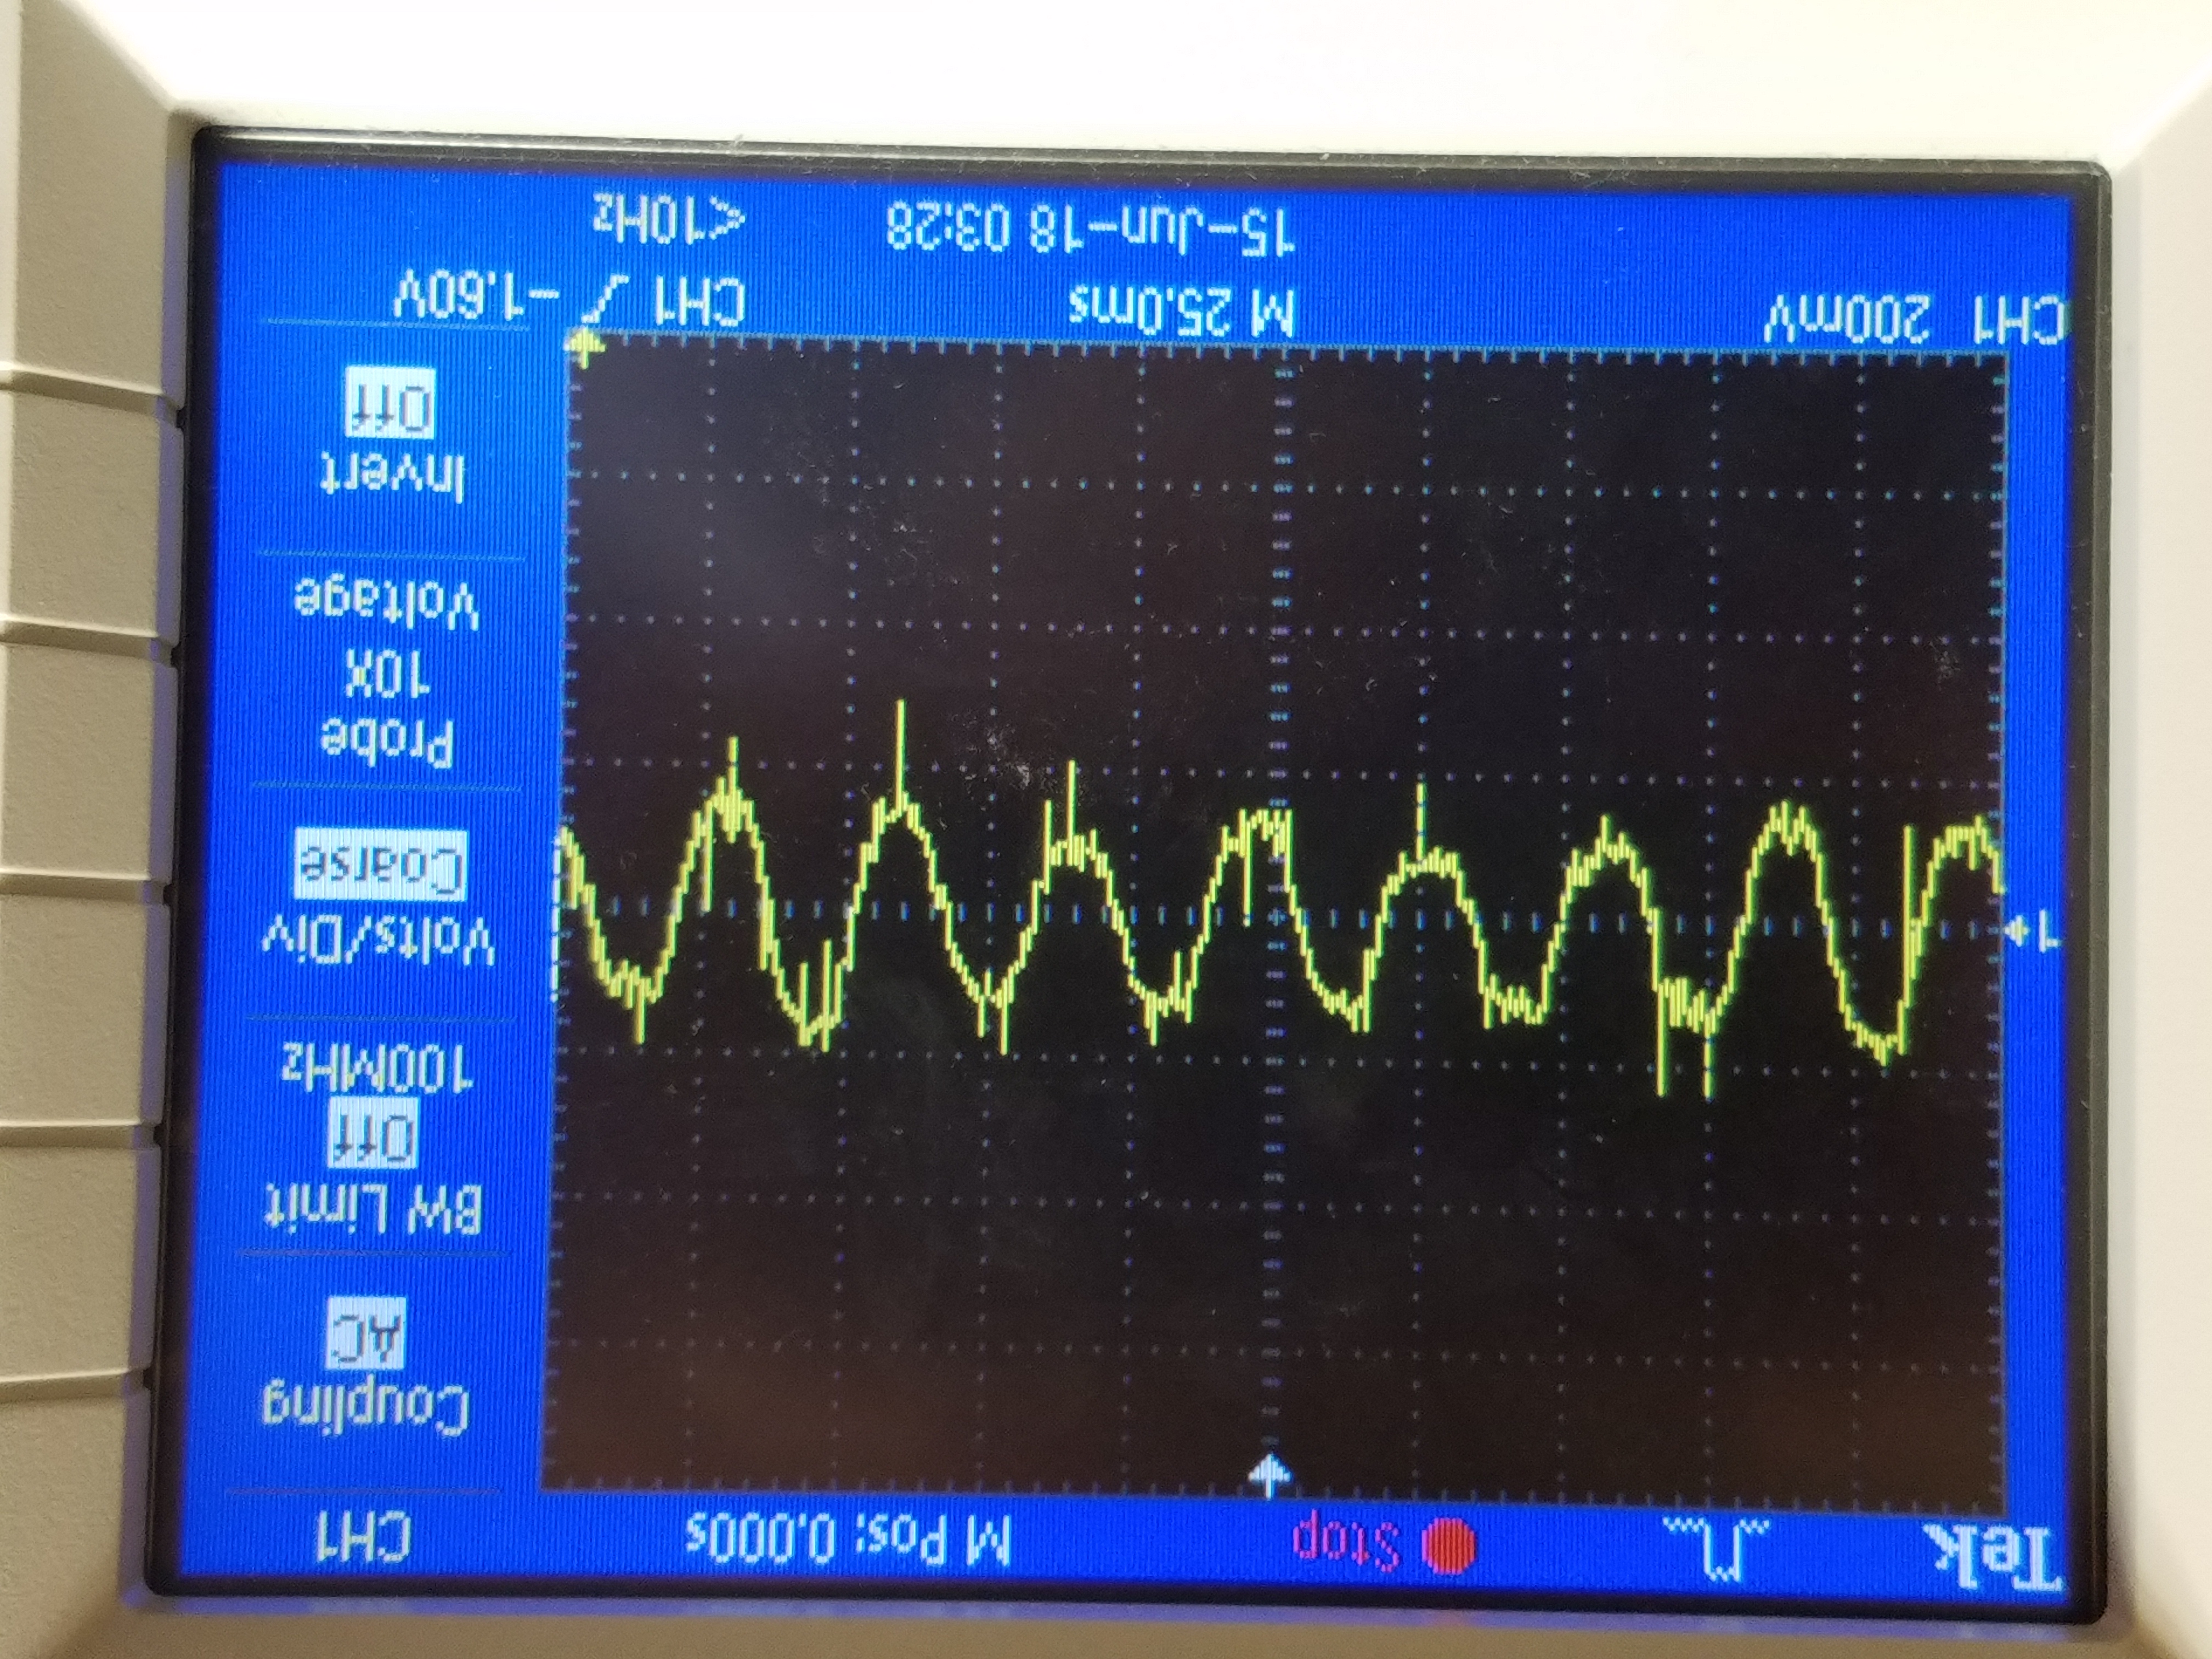 Tek Stop M Pos: 0.000s CH1
Coupling
AC
BW Limit
Off
100MHz
1
Volts/Div
Coarse
Probe
10X
Voltage
Invert
Off
CH1 200mV M 25.0ms CH1 -1.60V
15-Jun-18 03:28 <10Hz